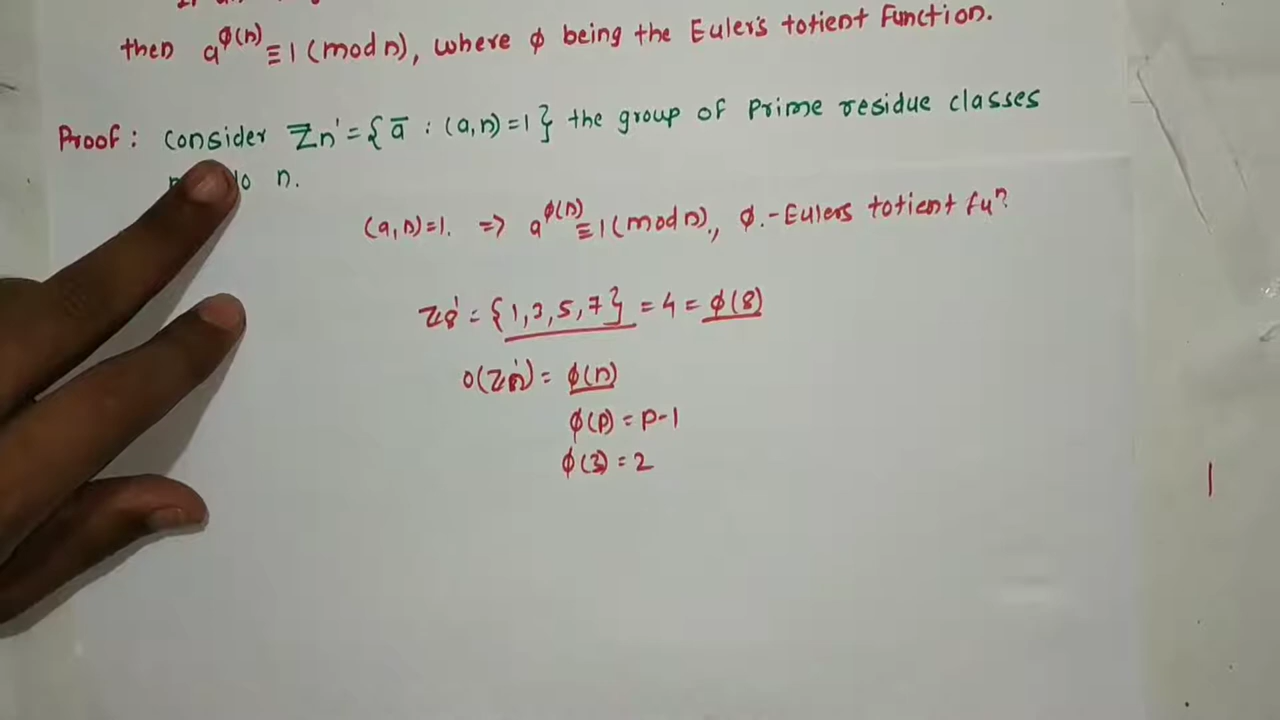 then a^ϕ(n) ≡ 1 (mod n), where ϕ being the Euler's totient Function.
Proof: Consider Zn' = {ā : (a,n)=1} the group of Prime residue classes
n.
(a,n)=1. => a^ϕ(n) ≡ 1 (mod n)., ϕ.-Eulers totient fuⁿ
Z8' = {1,3,5,7} = 4 = ϕ(8)
O(Zn') = ϕ(n)
ϕ(P) = P-1
ϕ(3) = 2